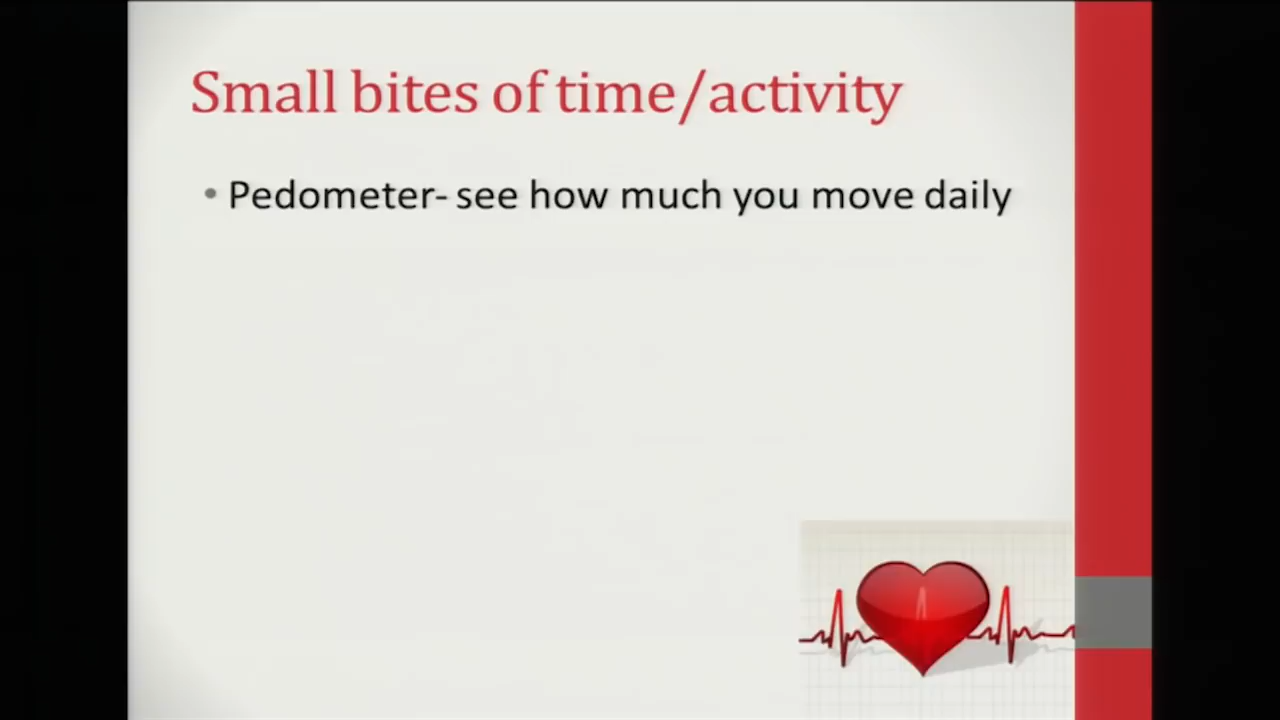 Small bites of time/activity
• Pedometer- see how much you move daily